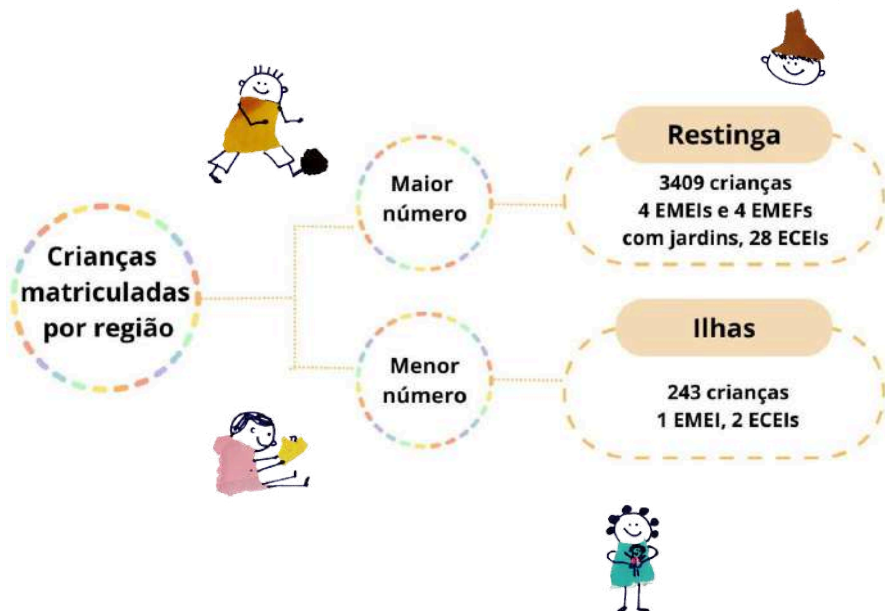 Crianças
matriculadas
por região
Maior
número
Restinga
3409 crianças
4 EMEIs e 4 EMEFs
com jardins, 28 ECEIs
Menor
número
Ilhas
243 crianças
1 EMEI, 2 ECEIs